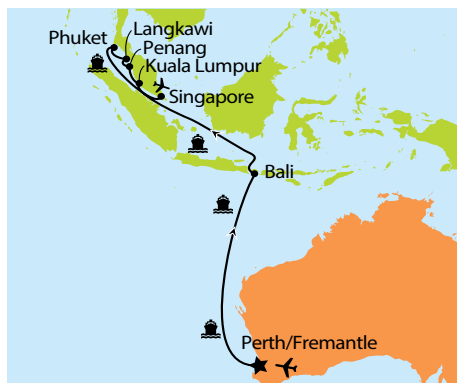 Langkawi
Phuket
Penang
Kuala Lumpur
Singapore
Bali
Perth/Fremantle